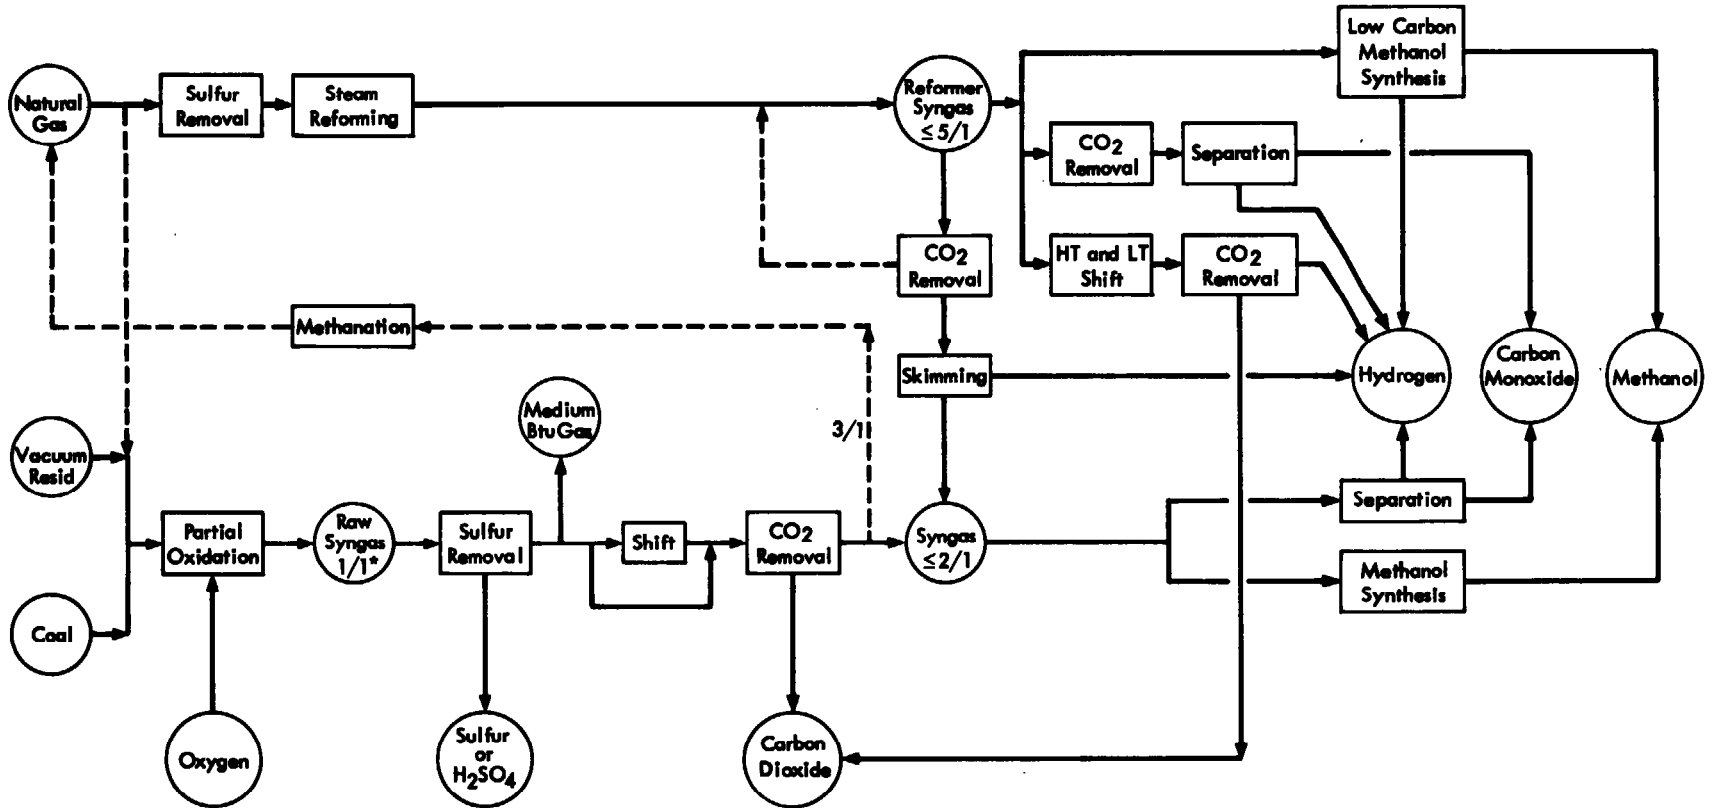 Low Carbon
Methanol
Synthesis
Natural
Gas
Sulfur
Removal
Steam
Reforming
Reformer
Syngas
≤ 5/1
CO2
Removal
Separation
CO2
Removal
HT and LT
Shift
CO2
Removal
Methanation
Skimming
Hydrogen
Carbon
Monoxide
Methanol
Medium
Btu Gas
3/1
Vacuum
Resid
Separation
Partial
Oxidation
Raw
Syngas
1/1*
Sulfur
Removal
Shift
CO2
Removal
Syngas
≤2/1
Methanol
Synthesis
Coal
Oxygen
Sulfur
or
H2SO4
Carbon
Dioxide